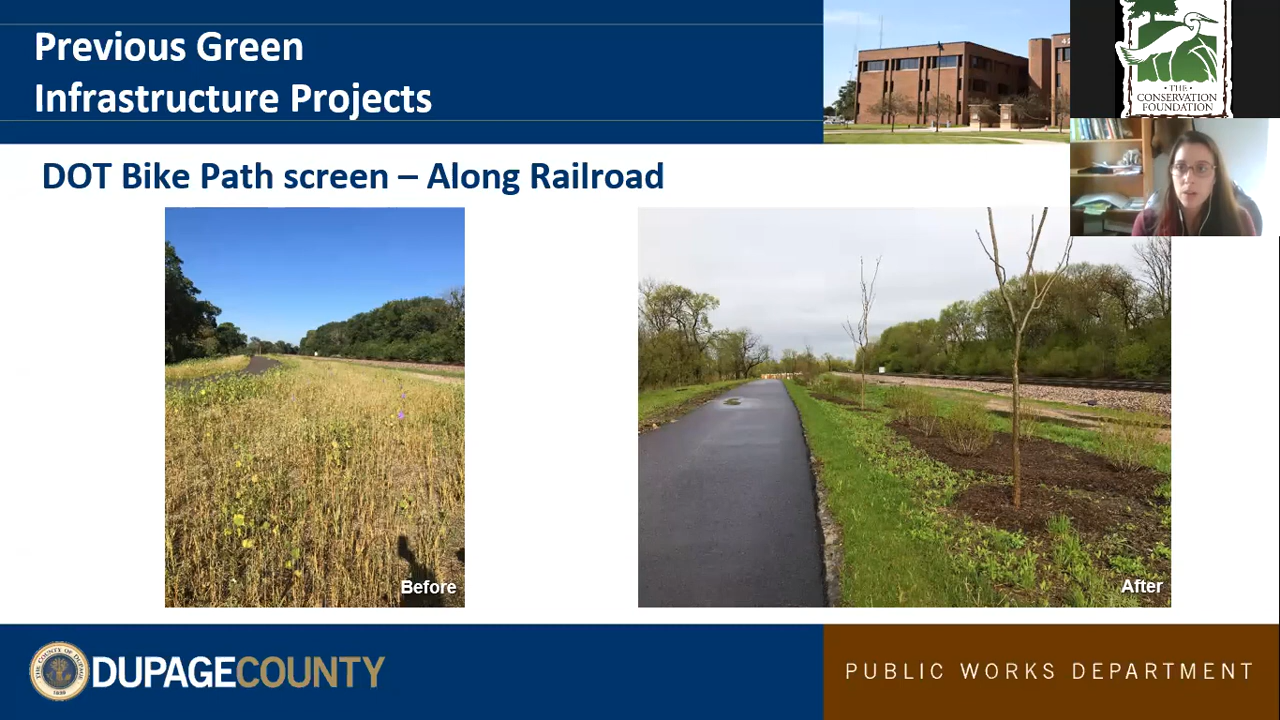 Previous Green
Infrastructure Projects
THE
CONSERVATION
FOUNDATION
DOT Bike Path screen – Along Railroad
Before
After
DUPAGECOUNTY
PUBLIC WORKS DEPARTMENT